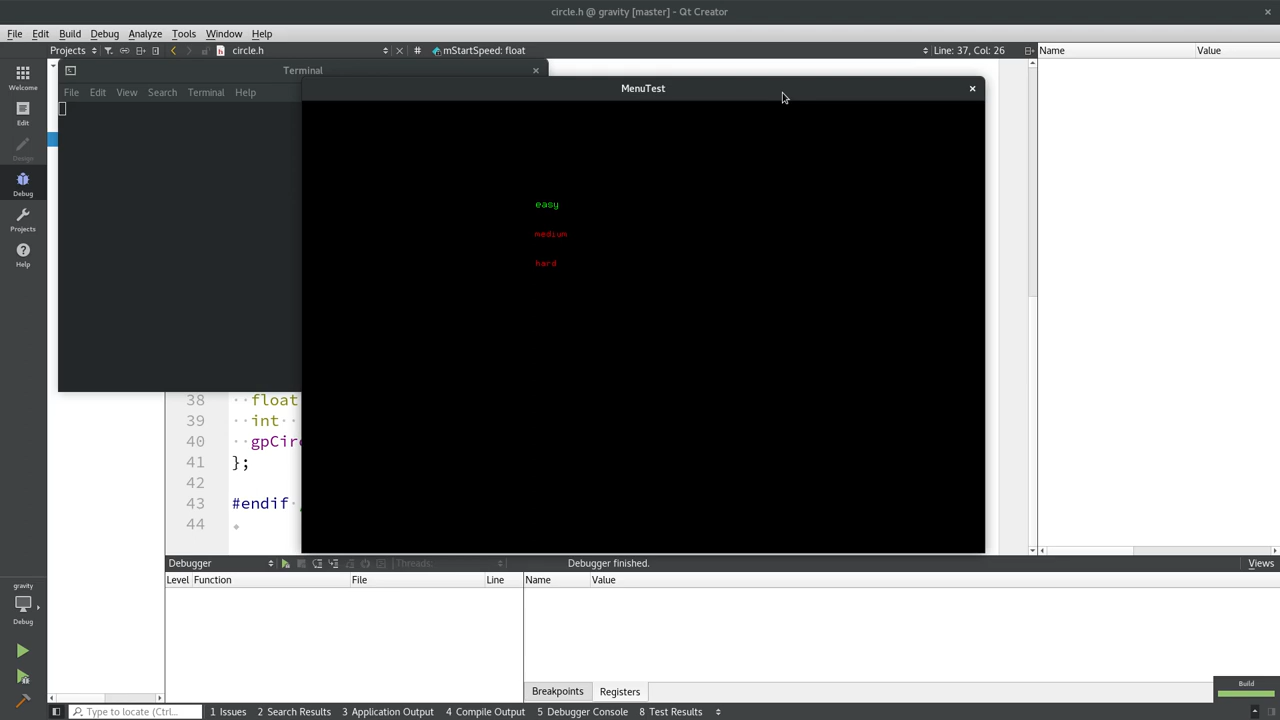 circle.h @ gravity [master] - Qt Creator
File Edit Build Debug Analyze Tools Window Help
Projects circle.h # mStartSpeed: float Line: 37, Col: 26 Name Value
Terminal
File Edit View Search Terminal Help
MenuTest
easy
medium
hard
Welcome
Edit
Design
Debug
Projects
Help
38 float
39 int
40 gpCirc
41 };
42
43 #endif
44
Debugger Threads: Debugger finished. Views
Level Function File Line Name Value
gravity
Debug
Breakpoints Registers
Build
Type to locate (Ctrl... 1 Issues 2 Search Results 3 Application Output 4 Compile Output 5 Debugger Console 8 Test Results